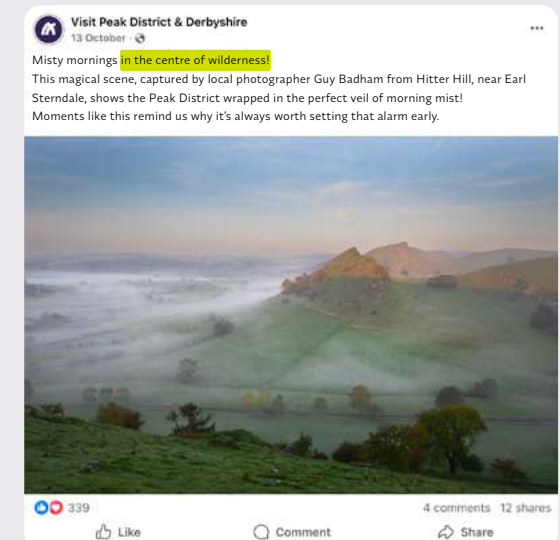 Visit Peak District & Derbyshire
13 October ·
Misty mornings in the centre of wilderness!
This magical scene, captured by local photographer Guy Badham from Hitter Hill, near Earl
Sterndale, shows the Peak District wrapped in the perfect veil of morning mist!
Moments like this remind us why it's always worth setting that alarm early.
339
4 comments 12 shares
Like
Comment
Share